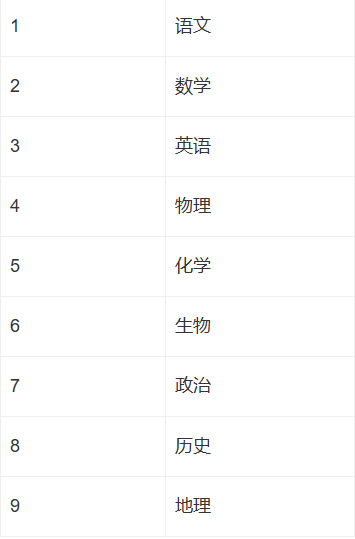 1 语文
2 数学
3 英语
4 物理
5 化学
6 生物
7 政治
8 历史
9 地理